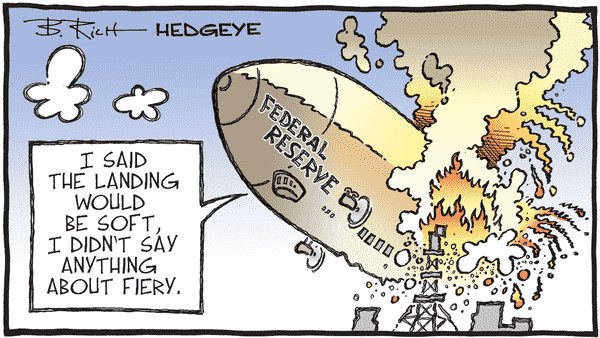 B. Rich HEDGEYE
FEDERAL
RESERVE
I SAID
THE LANDING
WOULD
BE SOFT,
I DIDN'T SAY
ANYTHING
ABOUT FIERY.